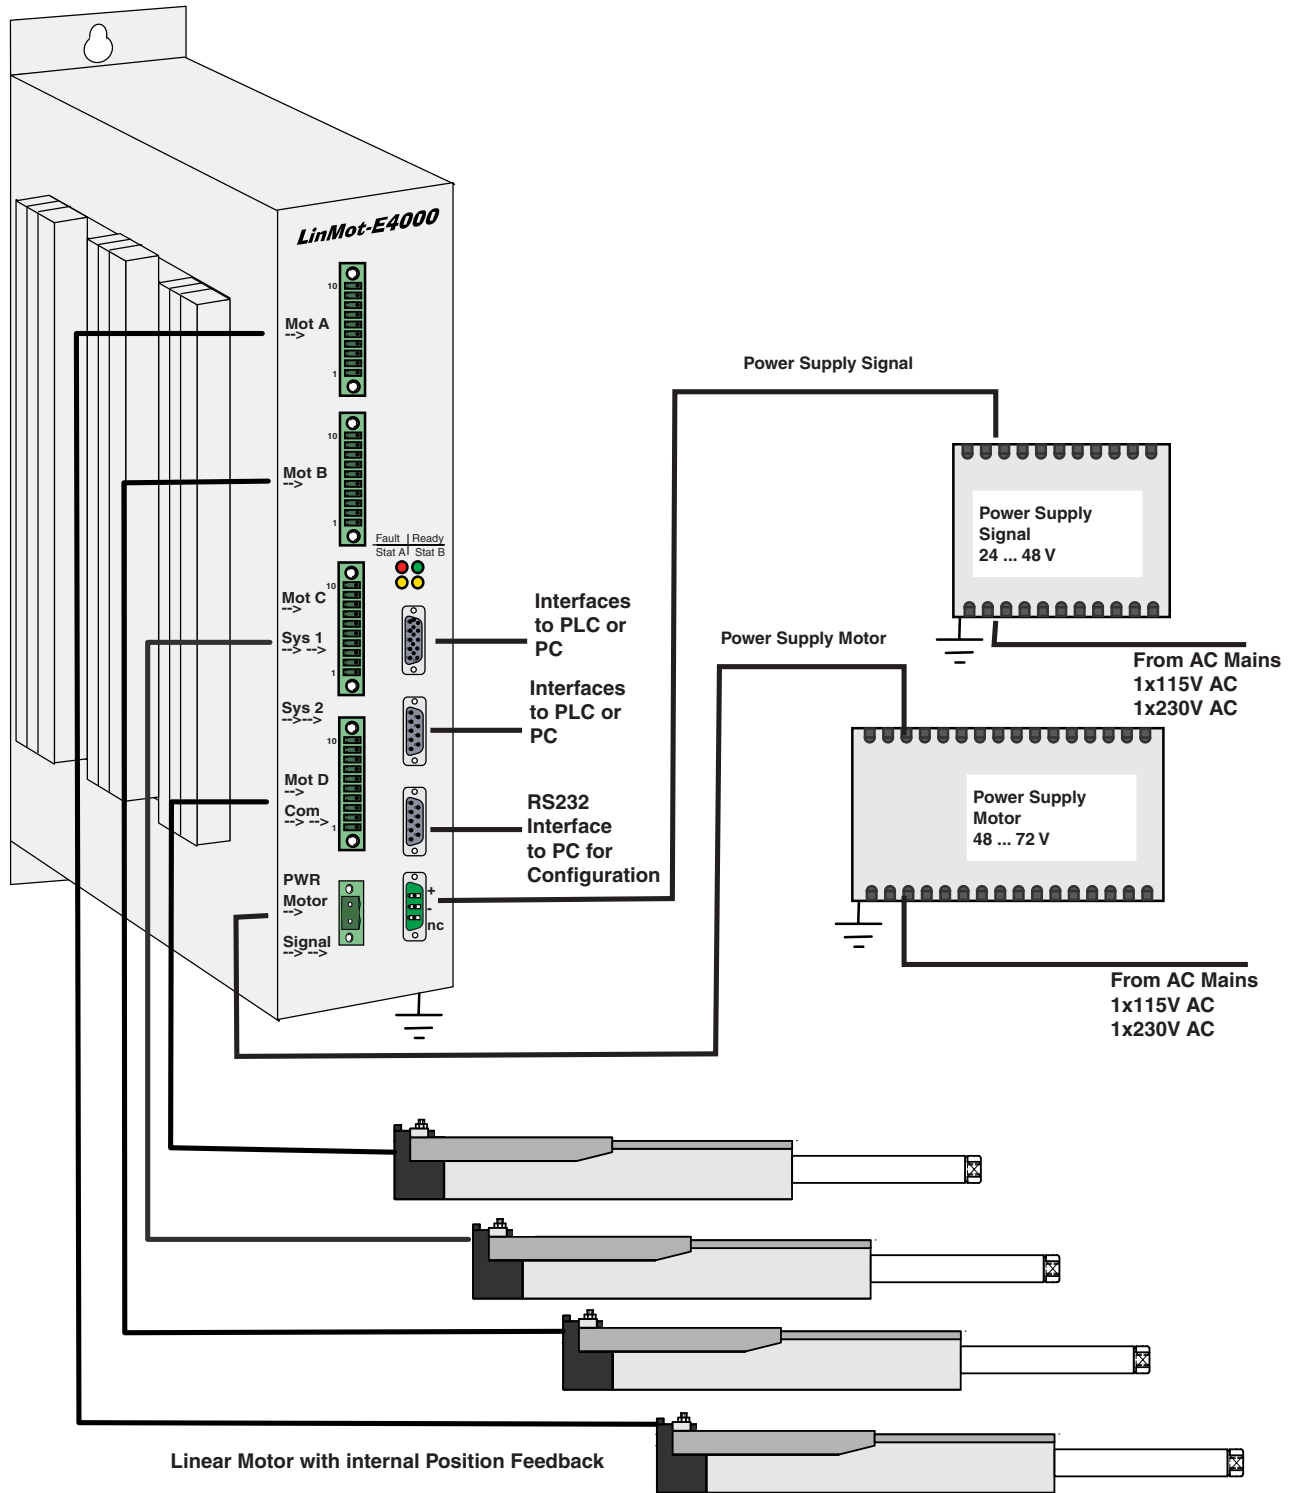 LinMot-E4000
10
Mot A
-->
1
10
Mot B
-->
1
Fault | Ready
Stat A | Stat B
10
Mot C
-->
Sys 1
--> -->
1
Sys 2
-->-->
10
Mot D
-->
Com
--> -->
1
PWR
Motor
-->
Signal
--> -->
+
-
nc
Interfaces
to PLC or
PC
Interfaces
to PLC or
PC
RS232
Interface
to PC for
Configuration
Power Supply Signal
Power Supply
Signal
24 ... 48 V
From AC Mains
1x115V AC
1x230V AC
Power Supply Motor
Power Supply
Motor
48 ... 72 V
From AC Mains
1x115V AC
1x230V AC
Linear Motor with internal Position Feedback